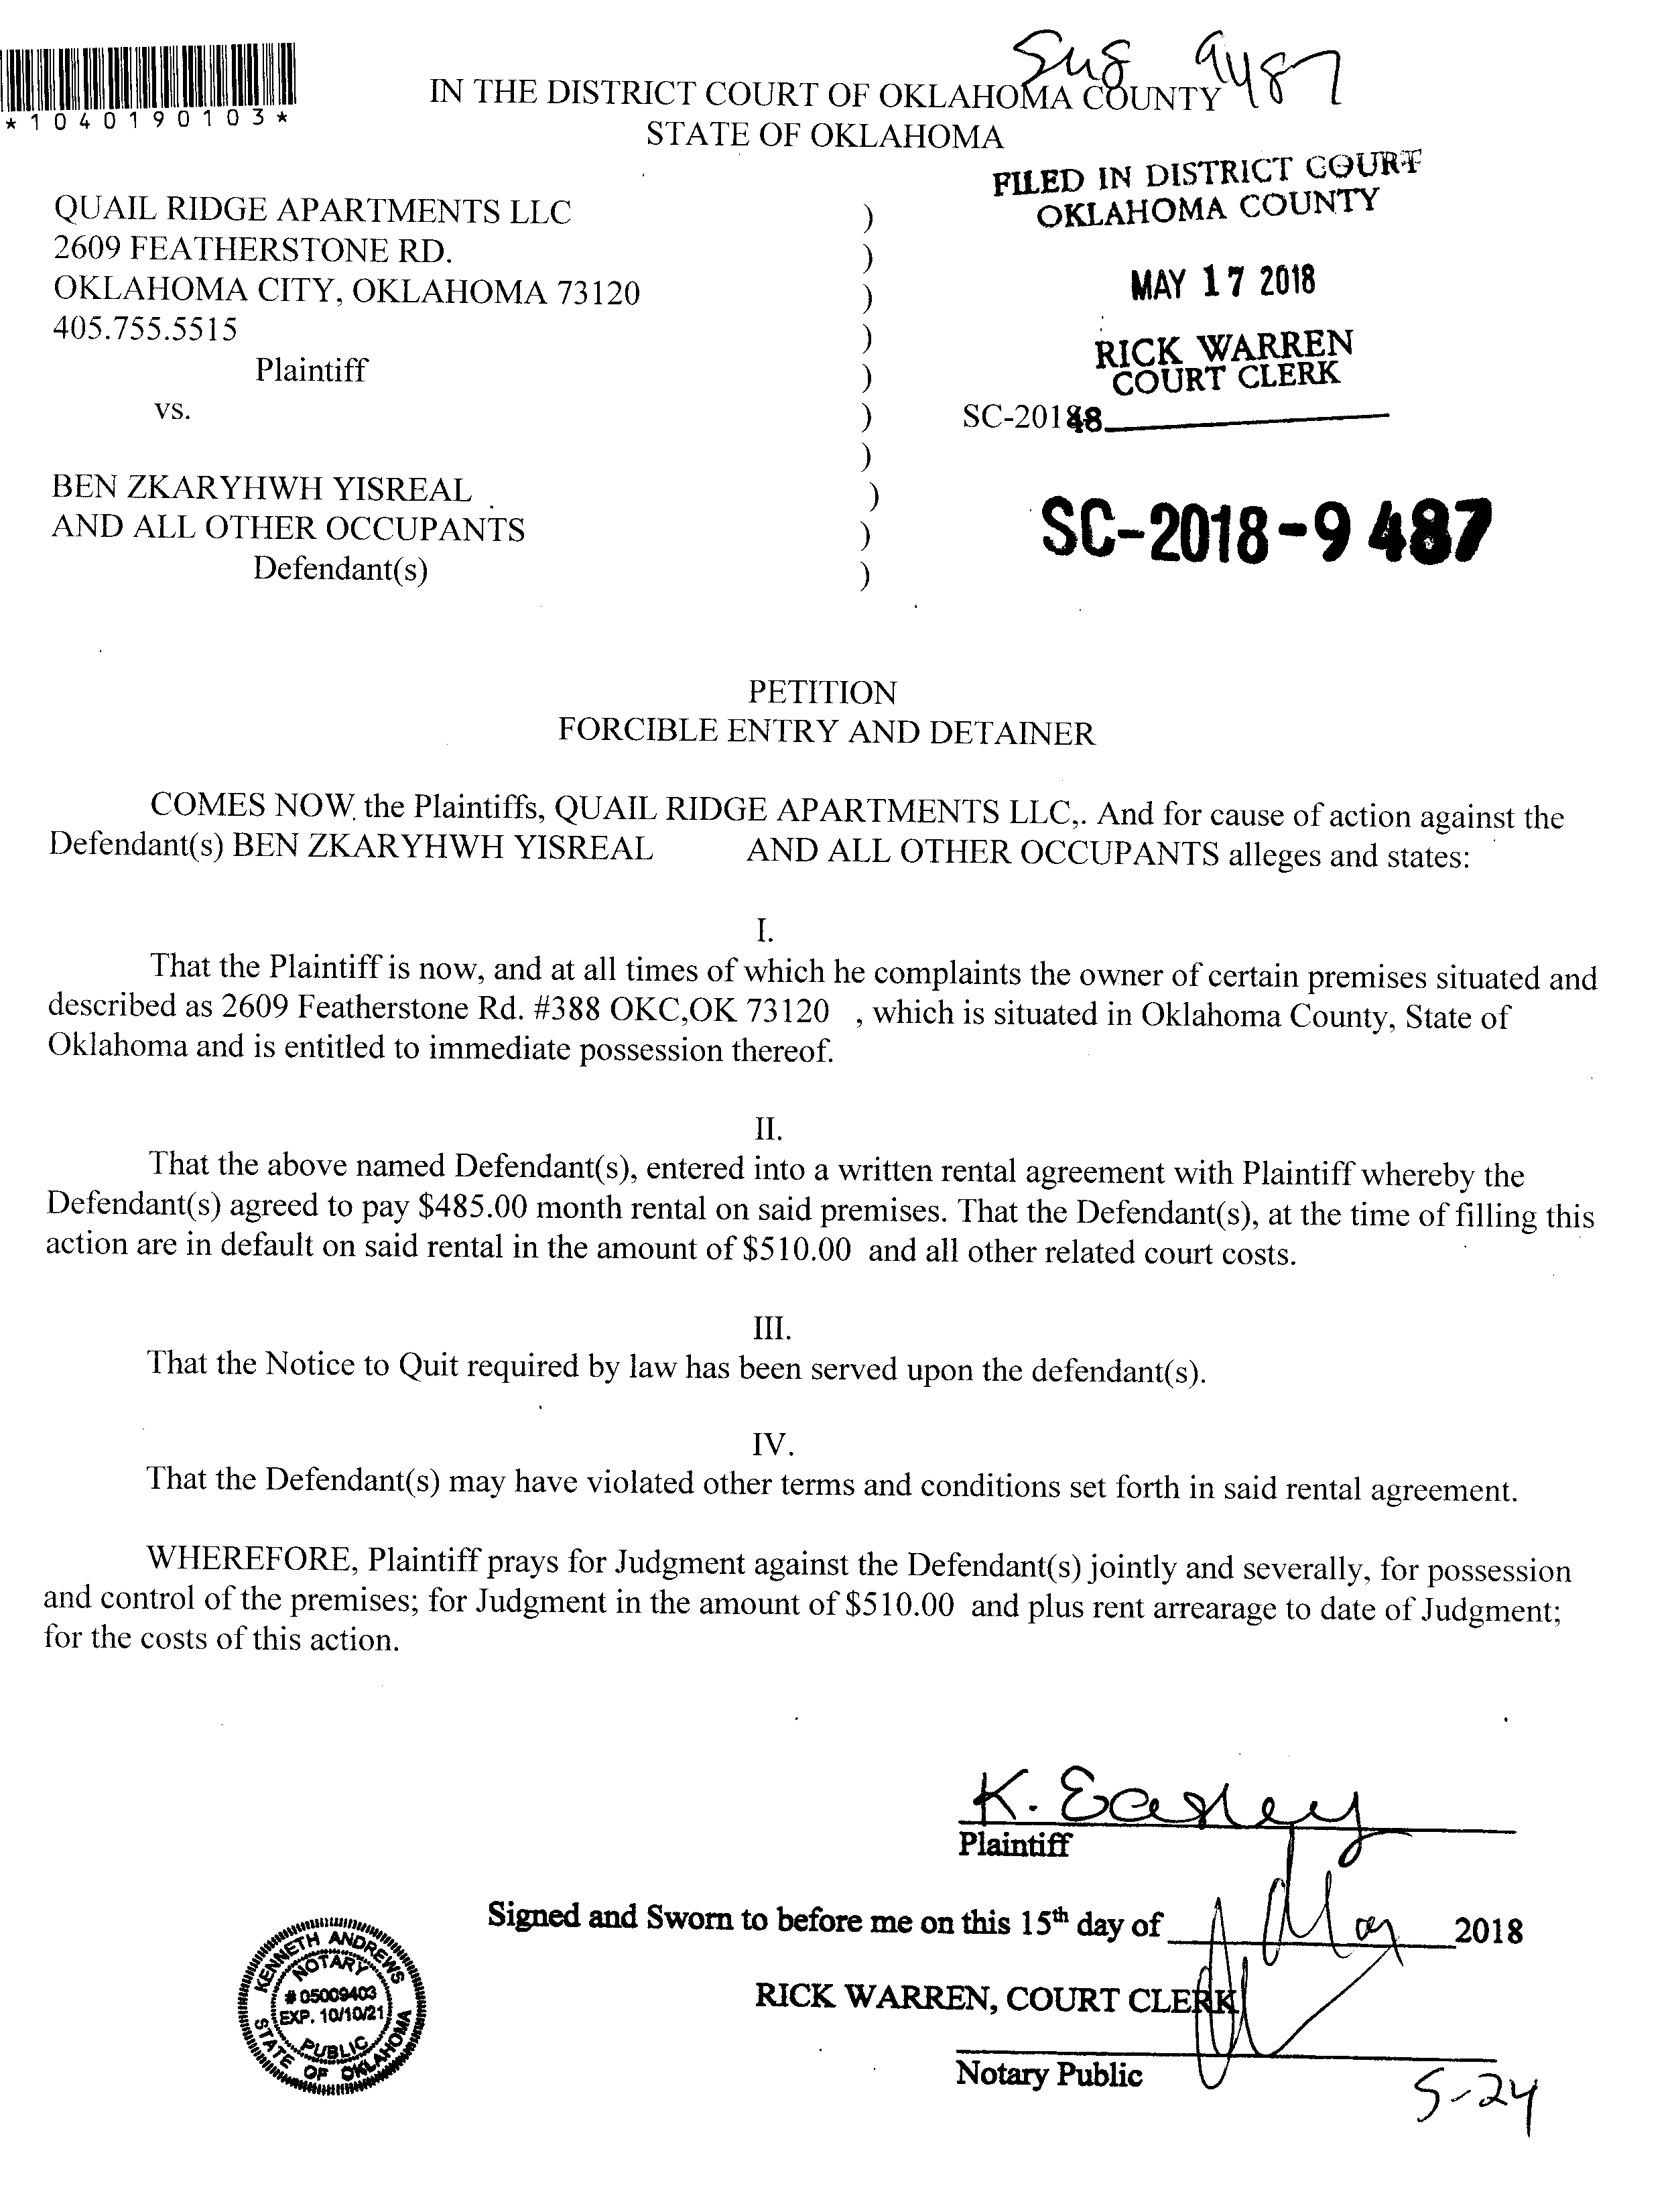 *1040190103*
Sug 9487
IN THE DISTRICT COURT OF OKLAHOMA COUNTY
STATE OF OKLAHOMA
FILED IN DISTRICT COURT
OKLAHOMA COUNTY
MAY 17 2018
RICK WARREN
COURT CLERK
QUAIL RIDGE APARTMENTS LLC )
2609 FEATHERSTONE RD. )
OKLAHOMA CITY, OKLAHOMA 73120 )
405.755.5515 )
Plaintiff )
vs. ) SC-20148
)
BEN ZKARYHWH YISREAL )
AND ALL OTHER OCCUPANTS ) SC-2018-9487
Defendant(s) )
PETITION
FORCIBLE ENTRY AND DETAINER
COMES NOW the Plaintiffs, QUAIL RIDGE APARTMENTS LLC,. And for cause of action against the
Defendant(s) BEN ZKARYHWH YISREAL AND ALL OTHER OCCUPANTS alleges and states:
I.
That the Plaintiff is now, and at all times of which he complaints the owner of certain premises situated and
described as 2609 Featherstone Rd. #388 OKC,OK 73120 , which is situated in Oklahoma County, State of
Oklahoma and is entitled to immediate possession thereof.
II.
That the above named Defendant(s), entered into a written rental agreement with Plaintiff whereby the
Defendant(s) agreed to pay $485.00 month rental on said premises. That the Defendant(s), at the time of filling this
action are in default on said rental in the amount of $510.00 and all other related court costs.
III.
That the Notice to Quit required by law has been served upon the defendant(s).
IV.
That the Defendant(s) may have violated other terms and conditions set forth in said rental agreement.
WHEREFORE, Plaintiff prays for Judgment against the Defendant(s) jointly and severally, for possession
and control of the premises; for Judgment in the amount of $510.00 and plus rent arrearage to date of Judgment;
for the costs of this action.
K. Easley
Plaintiff
Signed and Sworn to before me on this 15th day of May 2018
RICK WARREN, COURT CLERK
Notary Public
5-24
KENNETH ANDREWS
NOTARY
# 05009403
EXP. 10/10/21
PUBLIC
STATE OF OKLAHOMA